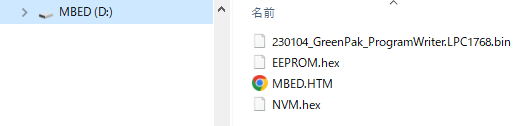 MBED (D:)
名前
230104_GreenPak_ProgramWriter.LPC1768.bin
EEPROM.hex
MBED.HTM
NVM.hex